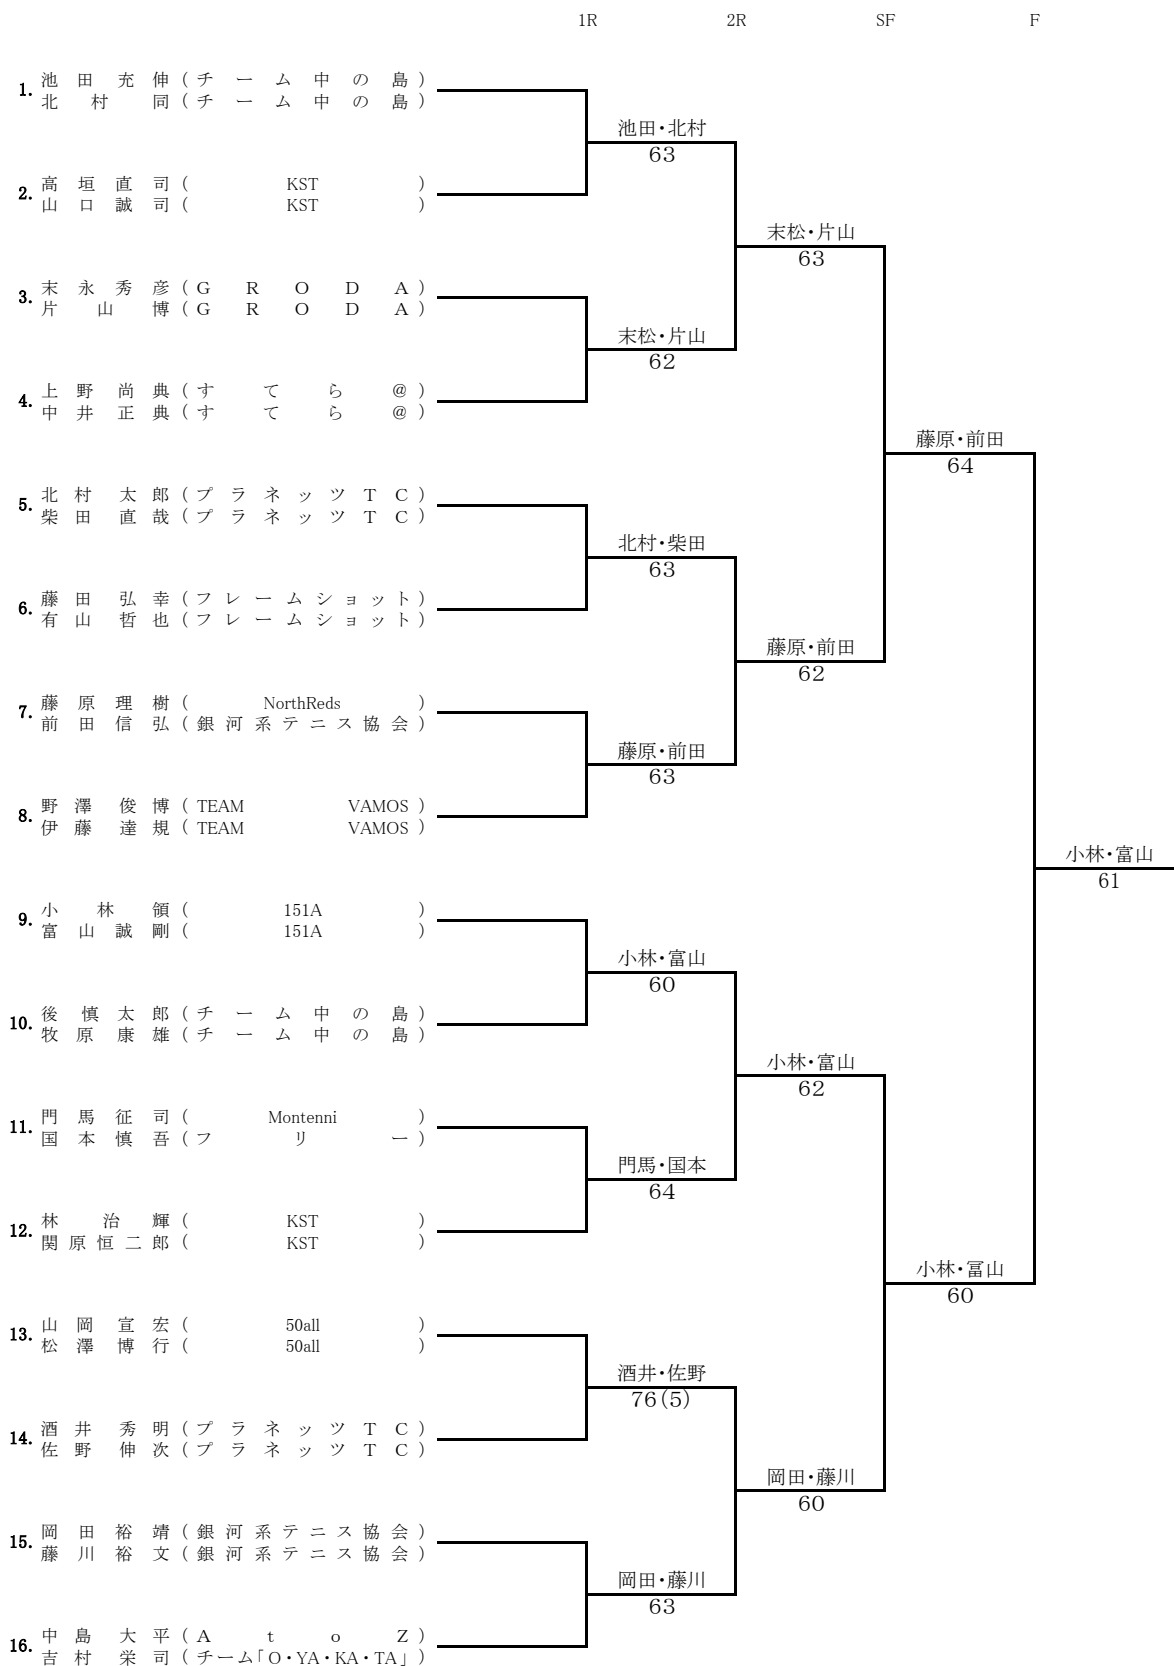 1R 2R SF F
1. 池田充伸(チーム中の島)
北村同(チーム中の島)
池田・北村
63
2. 高垣直司(KST)
山口誠司(KST)
末松・片山
63
3. 末永秀彦(GRODA)
片山博(GRODA)
末松・片山
62
4. 上野尚典(すてら@)
中井正典(すてら@)
藤原・前田
64
5. 北村太郎(プラネッツTC)
柴田直哉(プラネッツTC)
北村・柴田
63
6. 藤田弘幸(フレームショット)
有山哲也(フレームショット)
藤原・前田
62
7. 藤原理樹(NorthReds)
前田信弘(銀河系テニス協会)
藤原・前田
63
8. 野澤俊博(TEAM VAMOS)
伊藤達規(TEAM VAMOS)
小林・富山
61
9. 小林領(151A)
富山誠剛(151A)
小林・富山
60
10. 後慎太郎(チーム中の島)
牧原康雄(チーム中の島)
小林・富山
62
11. 門馬征司(Montenni)
国本慎吾(フリー)
門馬・国本
64
12. 林治輝(KST)
関原恒二郎(KST)
小林・冨山
60
13. 山岡宣宏(50all)
松澤博行(50all)
酒井・佐野
76(5)
14. 酒井秀明(プラネッツTC)
佐野伸次(プラネッツTC)
岡田・藤川
60
15. 岡田裕靖(銀河系テニス協会)
藤川裕文(銀河系テニス協会)
岡田・藤川
63
16. 中島大平(AtoZ)
吉村栄司(チーム「O・YA・KA・TA」)